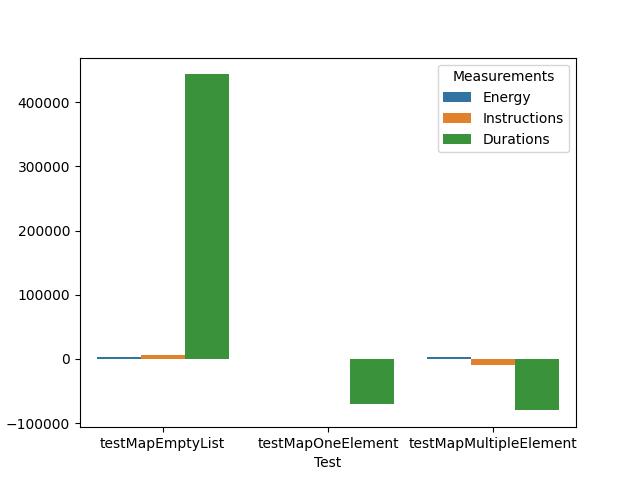 Measurements
Energy
Instructions
Durations
400000
300000
200000
100000
0
−100000
testMapEmptyList testMapOneElement testMapMultipleElement
Test